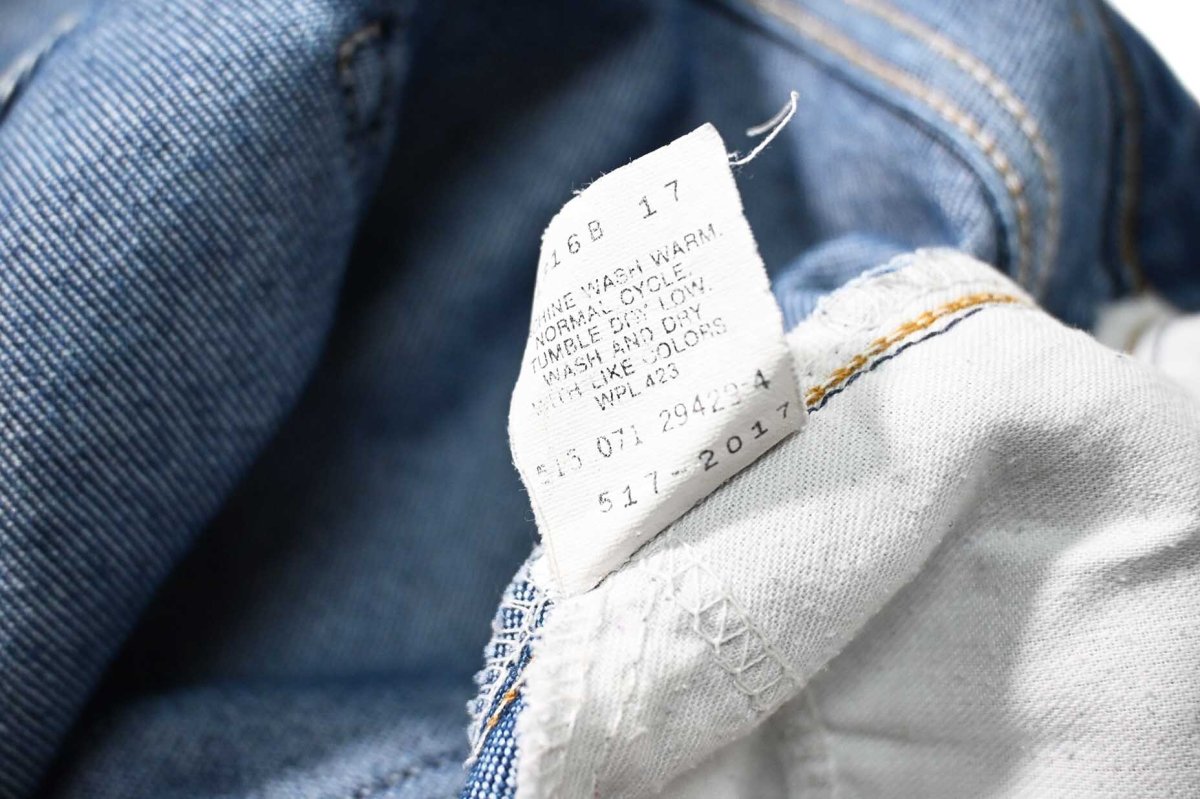 16B 17
HINE WASH WARM.
NORMAL CYCLE.
TUMBLE DRY LOW.
WASH AND DRY
WITH LIKE COLORS
WPL 423
515 071 29429-4
517-2017